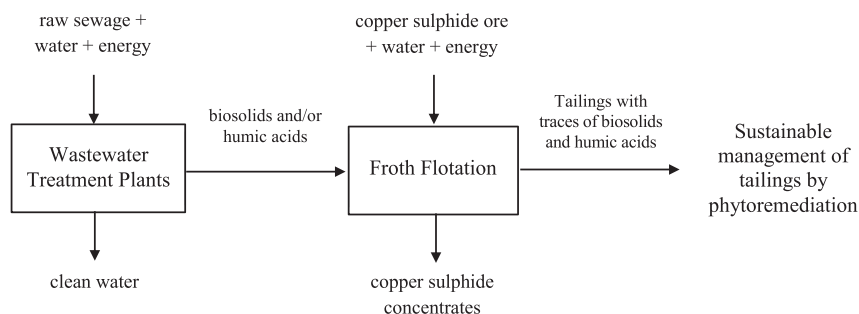 raw sewage +
water + energy
copper sulphide ore
+ water + energy
biosolids and/or
humic acids
Tailings with
traces of biosolids
and humic acids
Wastewater
Treatment Plants
Froth Flotation
Sustainable
management of
tailings by
phytoremediation
clean water
copper sulphide
concentrates